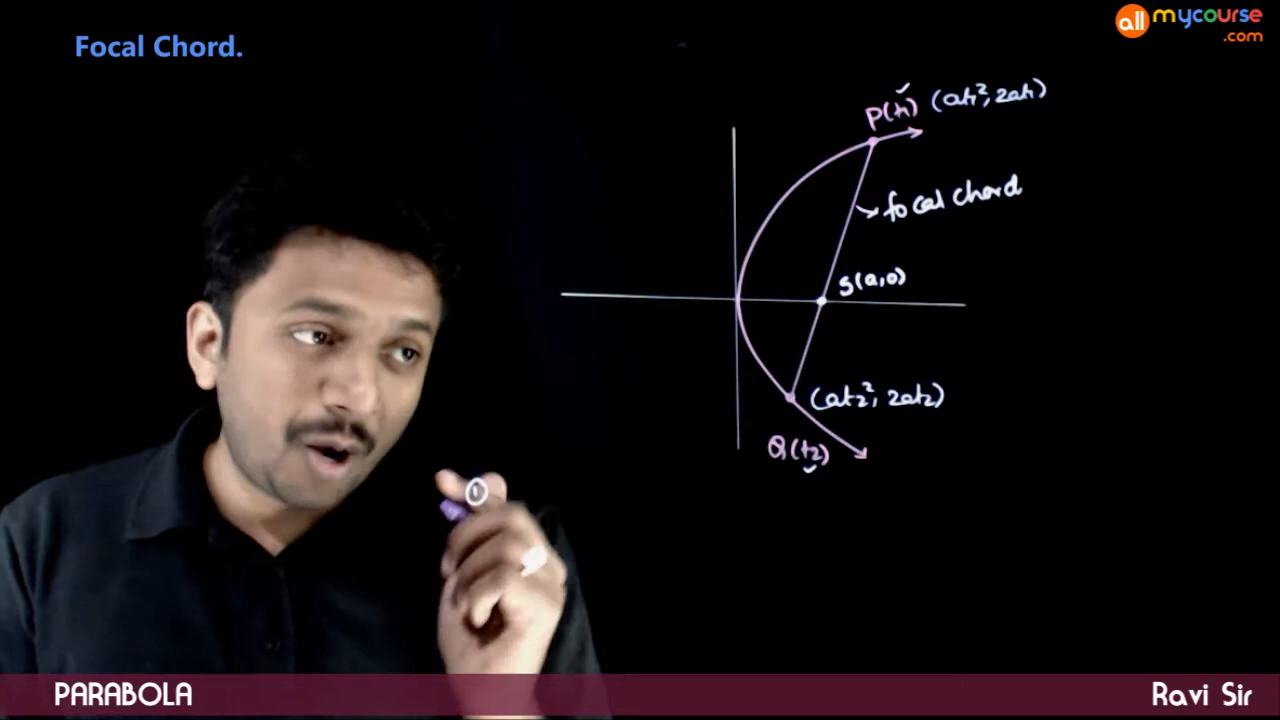 Focal Chord.
all mycourse
.com
P(t₁) (at₁², 2at₁)
focal chord
S(a,0)
(at₂², 2at₂)
Q(t₂)
PARABOLA
Ravi Sir